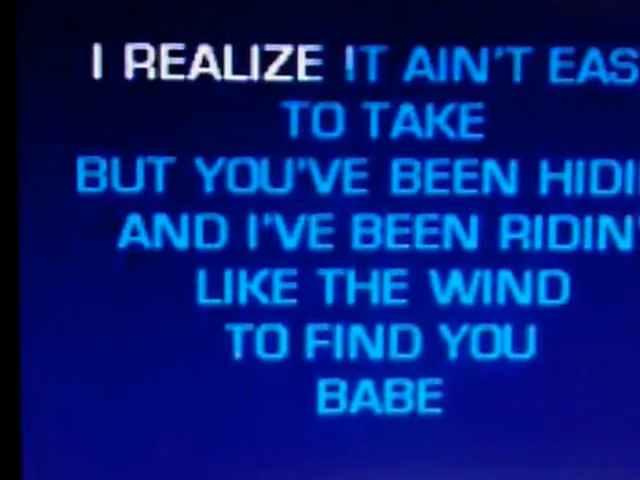 I REALIZE IT AIN'T EAS
TO TAKE
BUT YOU'VE BEEN HIDI
AND I'VE BEEN RIDIN'
LIKE THE WIND
TO FIND YOU
BABE